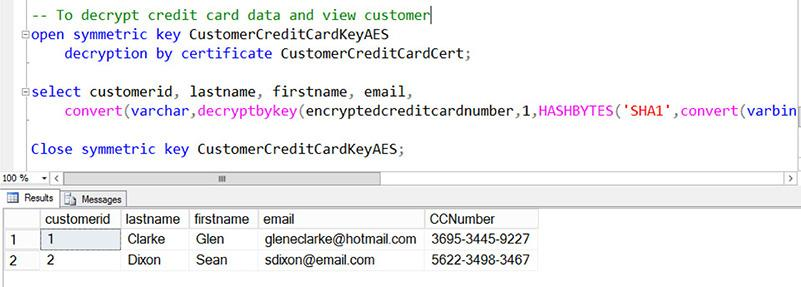 -- To decrypt credit card data and view customer
open symmetric key CustomerCreditCardKeyAES
decryption by certificate CustomerCreditCardCert;
select customerid, lastname, firstname, email,
convert(varchar,decryptbykey(encryptedcreditcardnumber,1,HASHBYTES('SHA1',convert(varbin
Close symmetric key CustomerCreditCardKeyAES;
100 %
Results Messages
customerid lastname firstname email CCNumber
1 1 Clarke Glen gleneclarke@hotmail.com 3695-3445-9227
2 2 Dixon Sean sdixon@email.com 5622-3498-3467